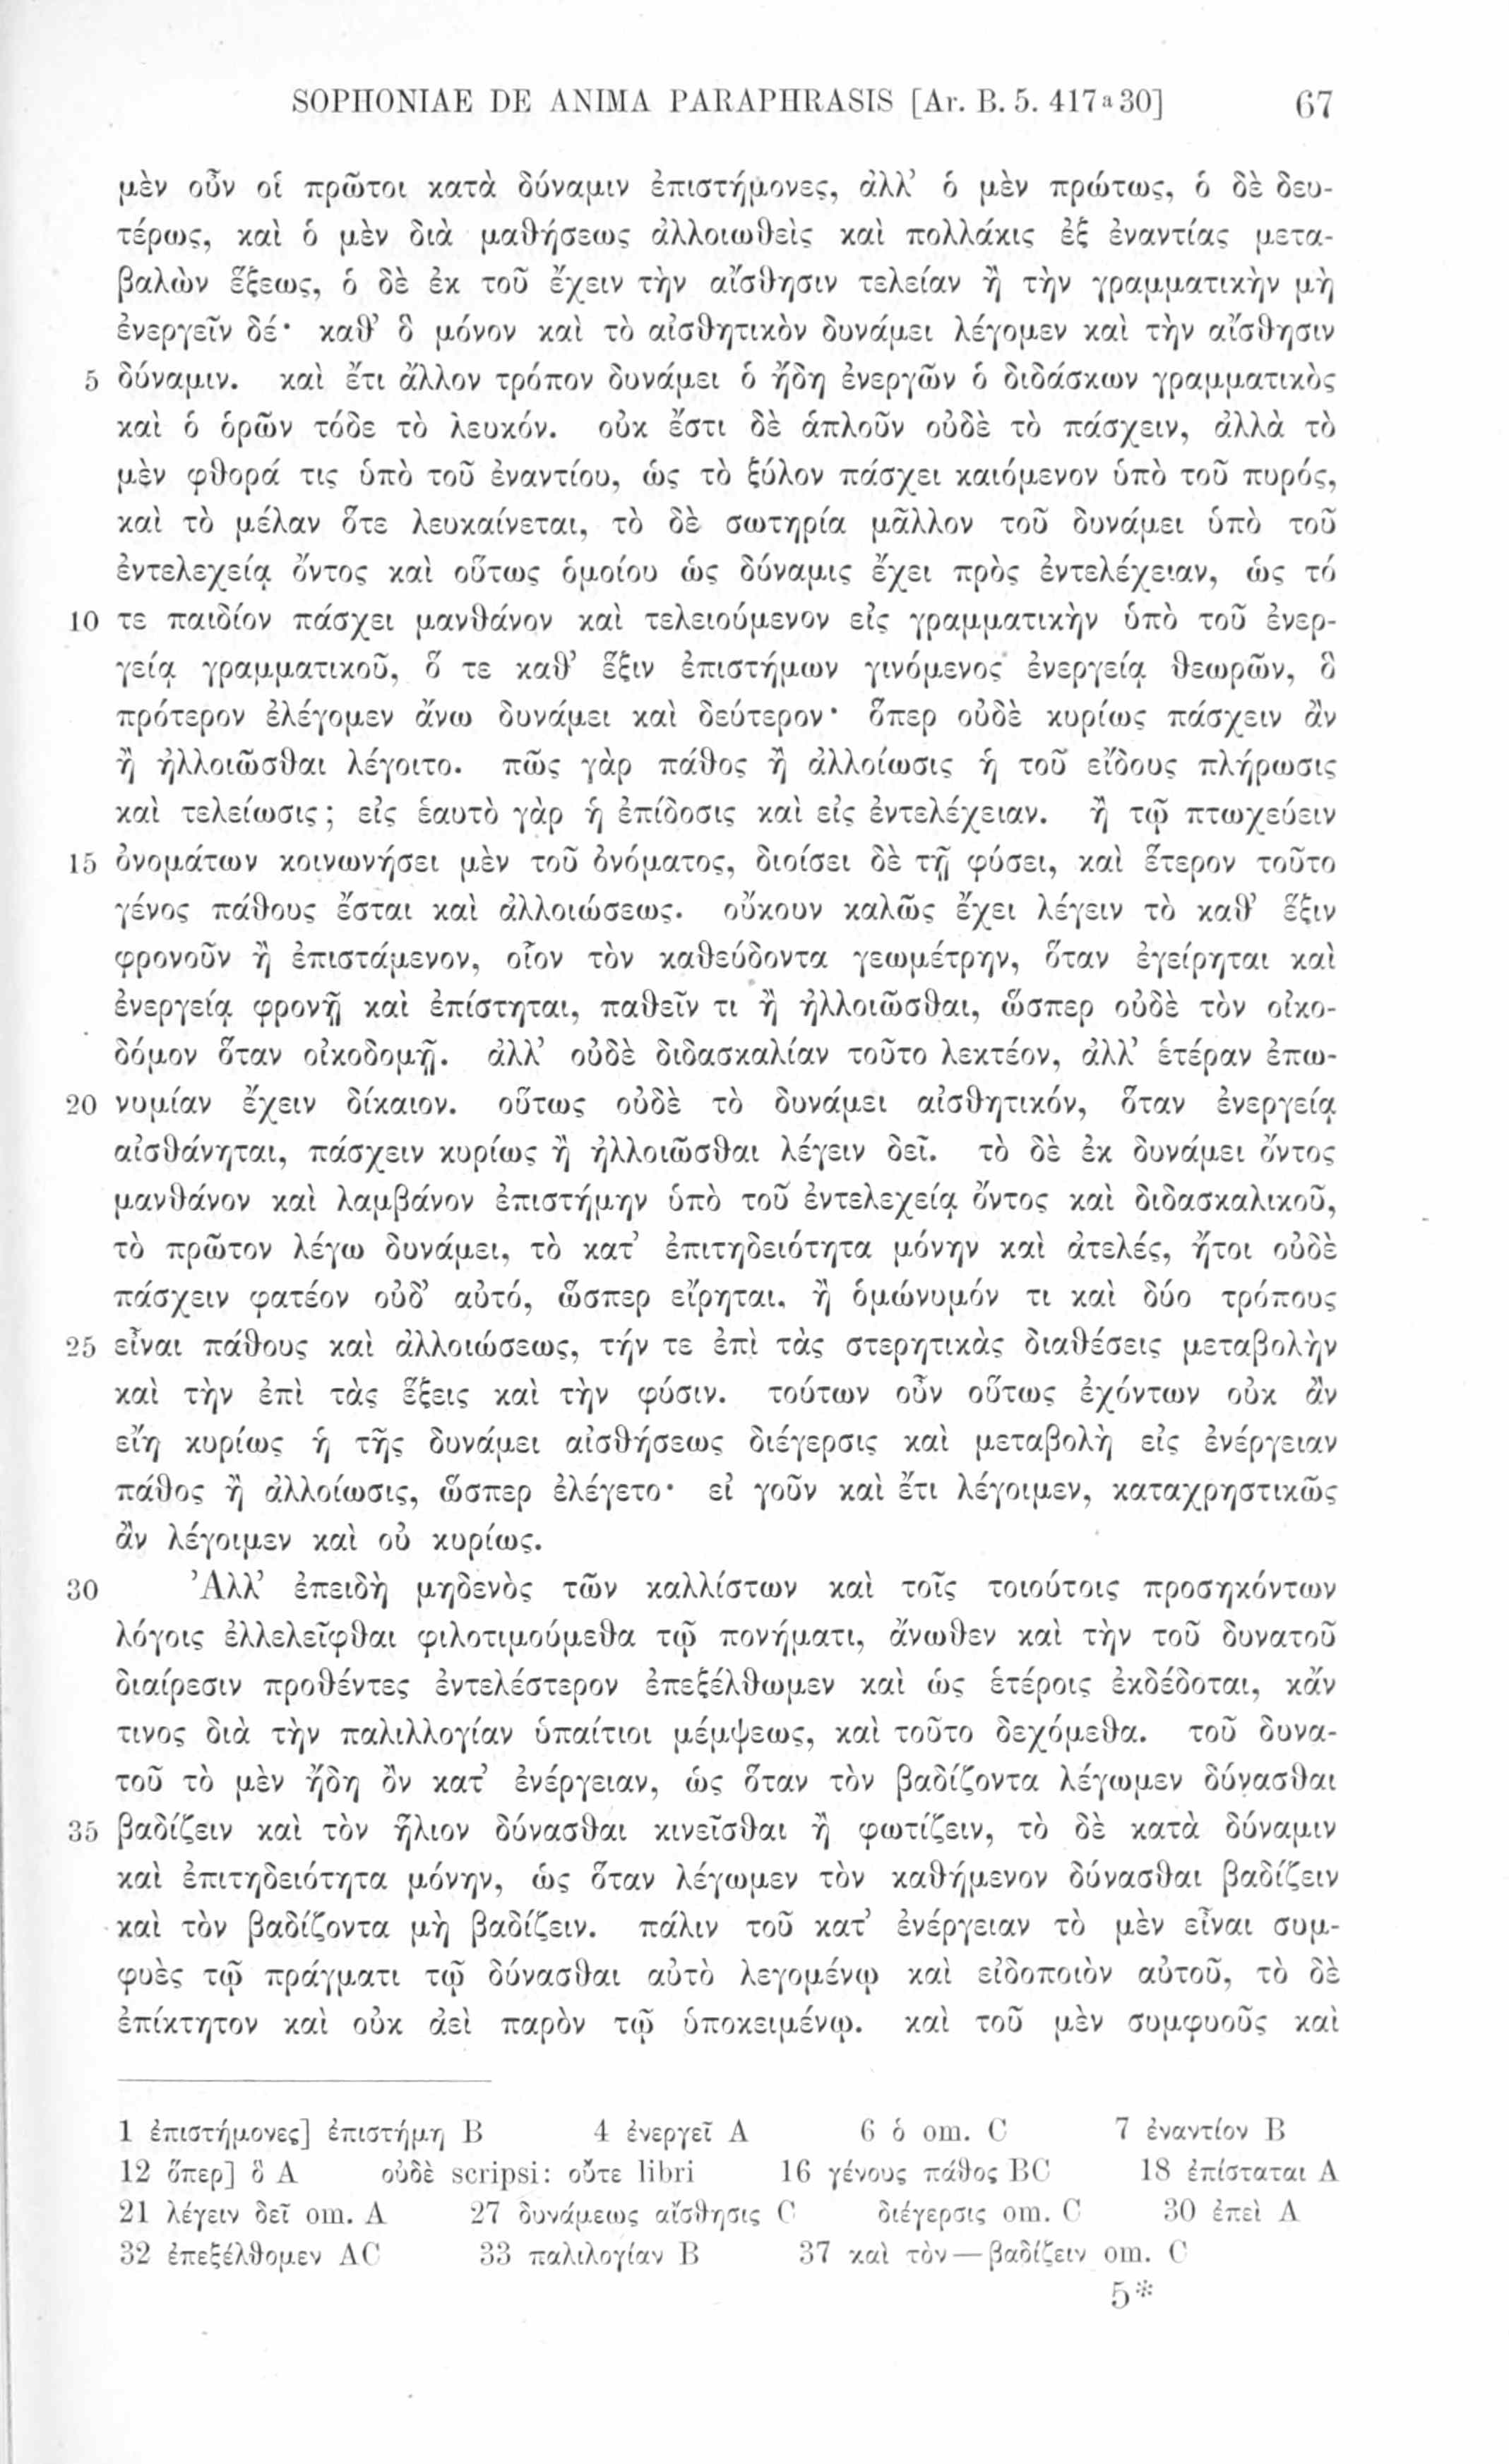 SOPHONIAE DE ANIMA PARAPHRASIS [Ar. B. 5. 417ᵃ30] 67
μὲν οὖν οἱ πρῶτοι κατὰ δύναμιν ἐπιστήμονες, ἀλλ’ ὁ μὲν πρώτως, ὁ δὲ δευ-
τέρως, καὶ ὁ μὲν διὰ μαθήσεως ἀλλοιωθεὶς καὶ πολλάκις ἐξ ἐναντίας μετα-
βαλὼν ἕξεως, ὁ δὲ ἐκ τοῦ ἔχειν τὴν αἴσθησιν τελείαν ἢ τὴν γραμματικὴν μὴ
ἐνεργεῖν δέ· καθ’ ὃ μόνον καὶ τὸ αἰσθητικὸν δυνάμει λέγομεν καὶ τὴν αἴσθησιν
5 δύναμιν. καὶ ἔτι ἄλλον τρόπον δυνάμει ὁ ἤδη ἐνεργῶν ὁ διδάσκων γραμματικὸς
καὶ ὁ ὁρῶν τόδε τὸ λευκόν. οὐκ ἔστι δὲ ἁπλοῦν οὐδὲ τὸ πάσχειν, ἀλλὰ τὸ
μὲν φθορά τις ὑπὸ τοῦ ἐναντίου, ὡς τὸ ξύλον πάσχει καιόμενον ὑπὸ τοῦ πυρός,
καὶ τὸ μέλαν ὅτε λευκαίνεται, τὸ δὲ σωτηρία μᾶλλον τοῦ δυνάμει ὑπὸ τοῦ
ἐντελεχείᾳ ὄντος καὶ οὕτως ὁμοίου ὡς δύναμις ἔχει πρὸς ἐντελέχειαν, ὡς τό
10 τε παιδίον πάσχει μανθάνον καὶ τελειούμενον εἰς γραμματικὴν ὑπὸ τοῦ ἐνερ-
γείᾳ γραμματικοῦ, ὅ τε καθ’ ἕξιν ἐπιστήμων γινόμενος ἐνεργείᾳ θεωρῶν, ὃ
πρότερον ἐλέγομεν ἄνω δυνάμει καὶ δεύτερον· ὅπερ οὐδὲ κυρίως πάσχειν ἂν
ἢ ἠλλοιῶσθαι λέγοιτο. πῶς γὰρ πάθος ἢ ἀλλοίωσις ἡ τοῦ εἴδους πλήρωσις
καὶ τελείωσις; εἰς ἑαυτὸ γὰρ ἡ ἐπίδοσις καὶ εἰς ἐντελέχειαν. ἢ τῷ πτωχεύειν
15 ὀνομάτων κοινωνήσει μὲν τοῦ ὀνόματος, διοίσει δὲ τῇ φύσει, καὶ ἕτερον τοῦτο
γένος πάθους ἔσται καὶ ἀλλοιώσεως. οὔκουν καλῶς ἔχει λέγειν τὸ καθ’ ἕξιν
φρονοῦν ἢ ἐπιστάμενον, οἷον τὸν καθεύδοντα γεωμέτρην, ὅταν ἐγείρηται καὶ
ἐνεργείᾳ φρονῇ καὶ ἐπίστηται, παθεῖν τι ἢ ἠλλοιῶσθαι, ὥσπερ οὐδὲ τὸν οἰκο-
δόμον ὅταν οἰκοδομῇ. ἀλλ’ οὐδὲ διδασκαλίαν τοῦτο λεκτέον, ἀλλ’ ἑτέραν ἐπω-
20 νυμίαν ἔχειν δίκαιον. οὕτως οὐδὲ τὸ δυνάμει αἰσθητικόν, ὅταν ἐνεργείᾳ
αἰσθάνηται, πάσχειν κυρίως ἢ ἠλλοιῶσθαι λέγειν δεῖ. τὸ δὲ ἐκ δυνάμει ὄντος
μανθάνον καὶ λαμβάνον ἐπιστήμην ὑπὸ τοῦ ἐντελεχείᾳ ὄντος καὶ διδασκαλικοῦ,
τὸ πρῶτον λέγω δυνάμει, τὸ κατ’ ἐπιτηδειότητα μόνην καὶ ἀτελές, ἤτοι οὐδὲ
πάσχειν φατέον οὐδ’ αὐτό, ὥσπερ εἴρηται, ἢ ὁμώνυμόν τι καὶ δύο τρόπους
25 εἶναι πάθους καὶ ἀλλοιώσεως, τήν τε ἐπὶ τὰς στερητικὰς διαθέσεις μεταβολὴν
καὶ τὴν ἐπὶ τὰς ἕξεις καὶ τὴν φύσιν. τούτων οὖν οὕτως ἐχόντων οὐκ ἂν
εἴη κυρίως ἡ τῆς δυνάμει αἰσθήσεως διέγερσις καὶ μεταβολὴ εἰς ἐνέργειαν
πάθος ἢ ἀλλοίωσις, ὥσπερ ἐλέγετο· εἰ γοῦν καὶ ἔτι λέγοιμεν, καταχρηστικῶς
ἂν λέγοιμεν καὶ οὐ κυρίως.
30 Ἀλλ’ ἐπειδὴ μηδενὸς τῶν καλλίστων καὶ τοῖς τοιούτοις προσηκόντων
λόγοις ἐλλελεῖφθαι φιλοτιμούμεθα τῷ πονήματι, ἄνωθεν καὶ τὴν τοῦ δυνατοῦ
διαίρεσιν προθέντες ἐντελέστερον ἐπεξέλθωμεν καὶ ὡς ἑτέροις ἐκδέδοται, κἄν
τινος διὰ τὴν παλιλλογίαν ὑπαίτιοι μέμψεως, καὶ τοῦτο δεχόμεθα. τοῦ δυνα-
τοῦ τὸ μὲν ἤδη ὂν κατ’ ἐνέργειαν, ὡς ὅταν τὸν βαδίζοντα λέγωμεν δύνασθαι
35 βαδίζειν καὶ τὸν ἥλιον δύνασθαι κινεῖσθαι ἢ φωτίζειν, τὸ δὲ κατὰ δύναμιν
καὶ ἐπιτηδειότητα μόνην, ὡς ὅταν λέγωμεν τὸν καθήμενον δύνασθαι βαδίζειν
καὶ τὸν βαδίζοντα μὴ βαδίζειν. πάλιν τοῦ κατ’ ἐνέργειαν τὸ μὲν εἶναι συμ-
φυὲς τῷ πράγματι τῷ δύνασθαι αὐτὸ λεγομένῳ καὶ εἰδοποιὸν αὐτοῦ, τὸ δὲ
ἐπίκτητον καὶ οὐκ ἀεὶ παρὸν τῷ ὑποκειμένῳ. καὶ τοῦ μὲν συμφυοῦς καὶ
1 ἐπιστήμονες] ἐπιστήμη B 4 ἐνεργεῖ A 6 ὁ om. C 7 ἐναντίον B
12 ὅπερ] ὃ A οὐδὲ scripsi: οὔτε libri 16 γένους πάθος BC 18 ἐπίσταται A
21 λέγειν δεῖ om. A 27 δυνάμεως αἴσθησις C διέγερσις om. C 30 ἐπεὶ A
32 ἐπεξέλθομεν AC 33 παλιλογίαν B 37 καὶ τὸν — βαδίζειν om. C
5*